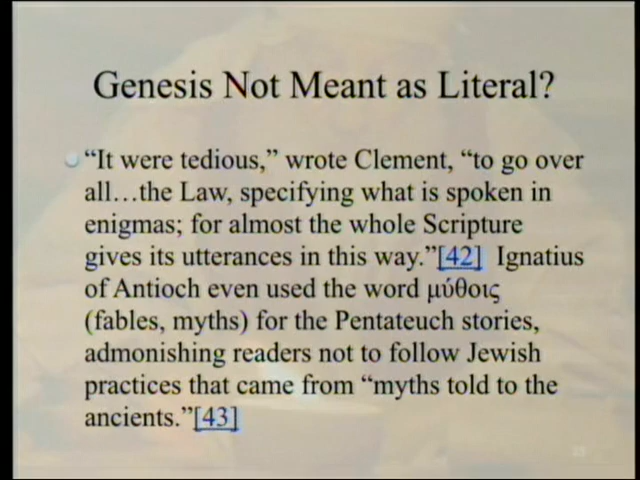 Genesis Not Meant as Literal?
“It were tedious,” wrote Clement, “to go over
all…the Law, specifying what is spoken in
enigmas; for almost the whole Scripture
gives its utterances in this way.”[42] Ignatius
of Antioch even used the word μύθοις
(fables, myths) for the Pentateuch stories,
admonishing readers not to follow Jewish
practices that came from “myths told to the
ancients.”[43]